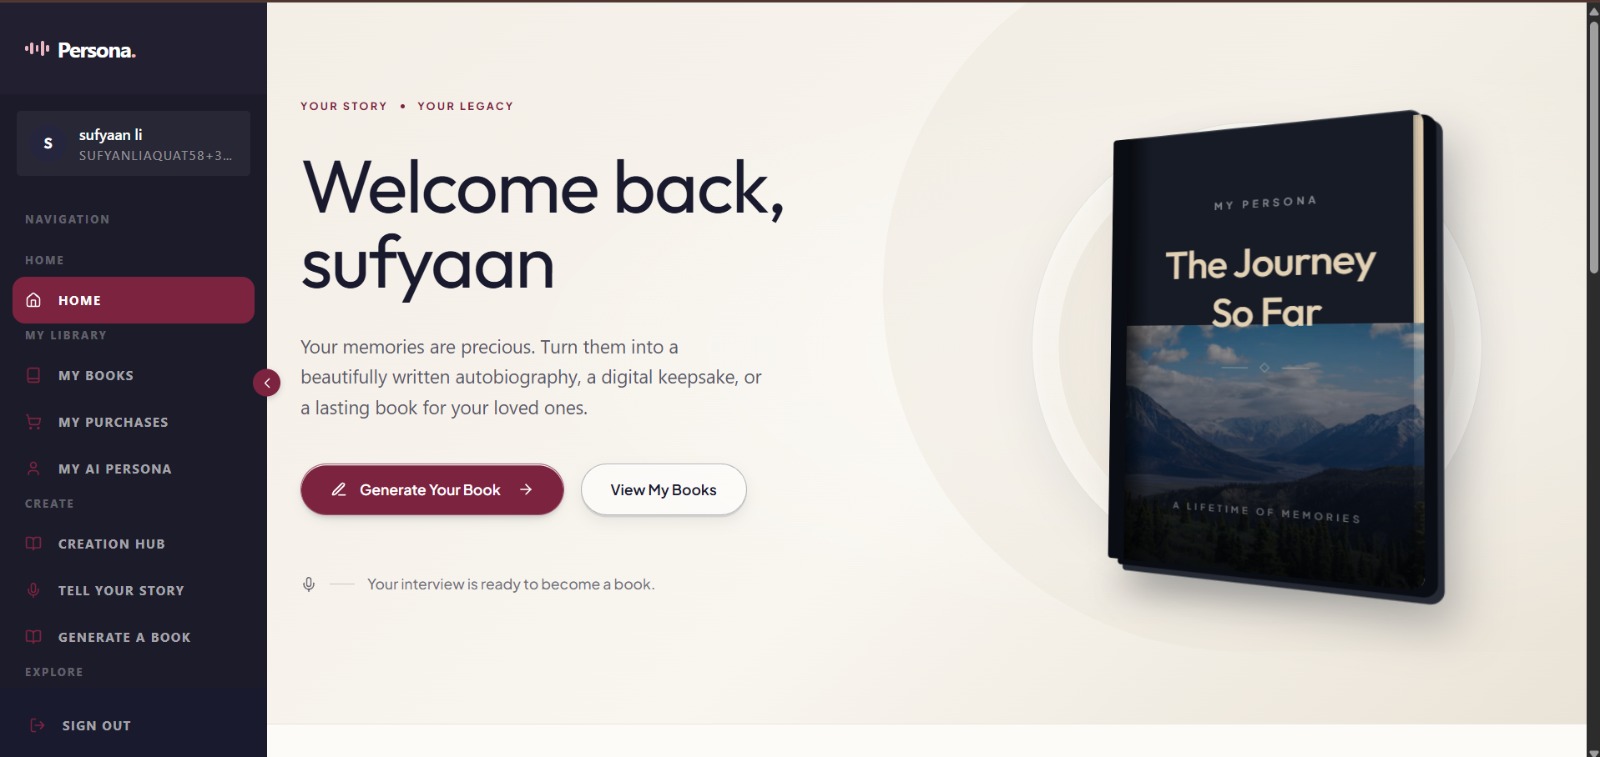 Persona.
S
sufyaan li
SUFYANLIAQUAT58+3...
NAVIGATION
HOME
HOME
MY LIBRARY
MY BOOKS
MY PURCHASES
MY AI PERSONA
CREATE
CREATION HUB
TELL YOUR STORY
GENERATE A BOOK
EXPLORE
SIGN OUT
YOUR STORY • YOUR LEGACY
Welcome back,
sufyaan
Your memories are precious. Turn them into a
beautifully written autobiography, a digital keepsake, or
a lasting book for your loved ones.
Generate Your Book
View My Books
Your interview is ready to become a book.
MY PERSONA
The Journey
So Far
A LIFETIME OF MEMORIES